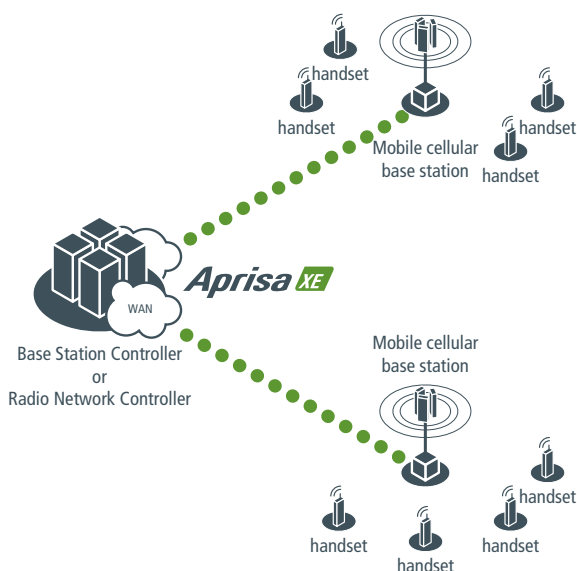 handset
handset
Mobile cellular
base station
handset
handset
Aprisa XE
WAN
Base Station Controller
or
Radio Network Controller
Mobile cellular
base station
handset
handset
handset
handset